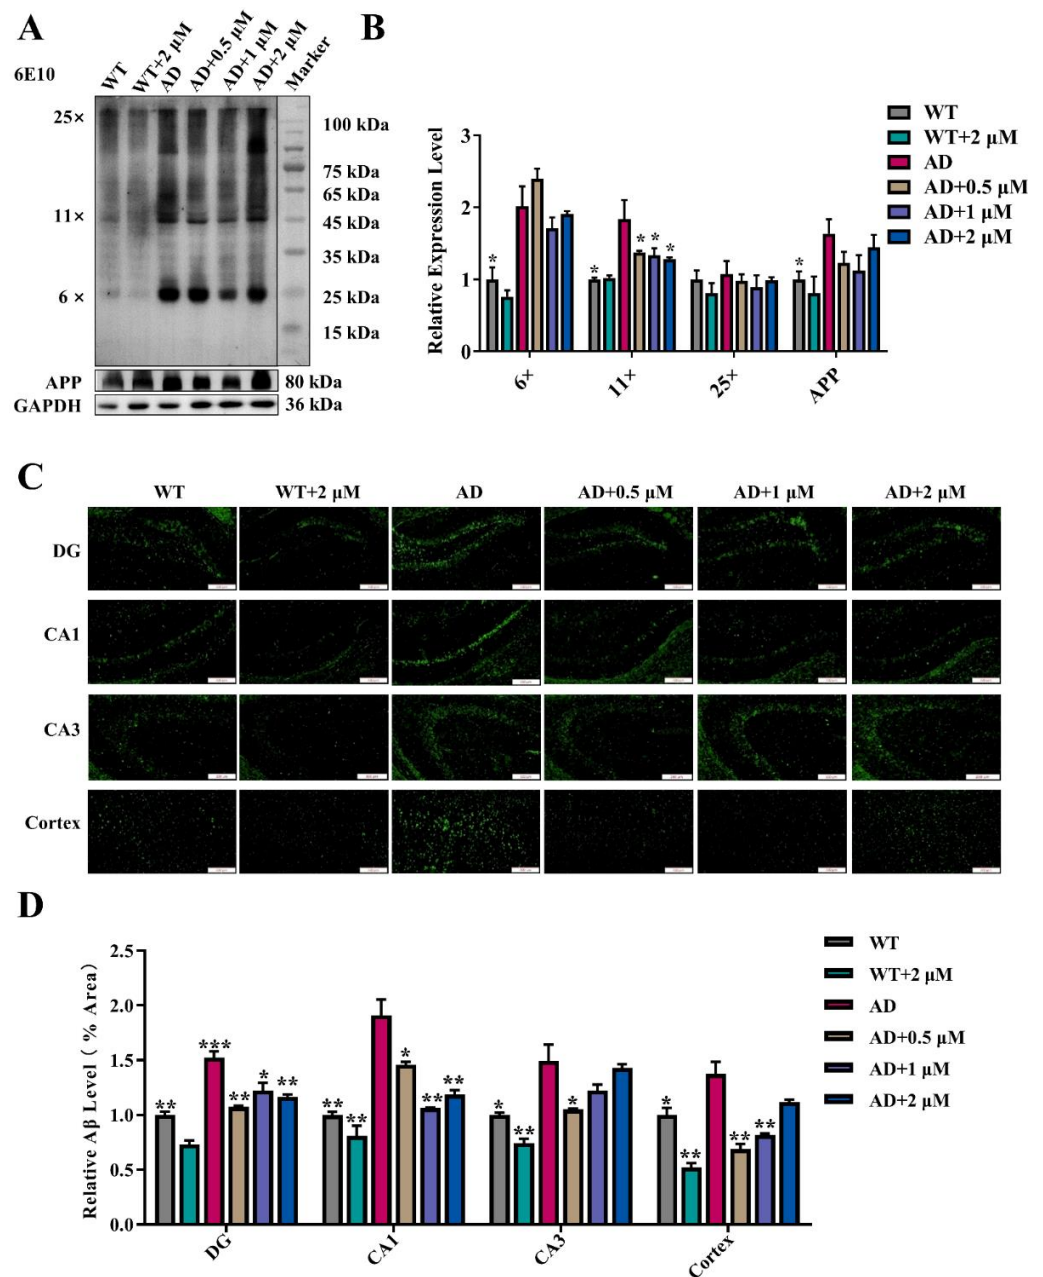 A
B
6E10
WT
WT+2 μM
AD
AD+0.5 μM
AD+1 μM
AD+2 μM
Marker
25×
11×
6 ×
100 kDa
75 kDa
65 kDa
45 kDa
35 kDa
25 kDa
15 kDa
APP
80 kDa
GAPDH
36 kDa
Relative Expression Level
3
2
1
0
*
*
*
*
*
*
6×
11×
25×
APP
WT
WT+2 μM
AD
AD+0.5 μM
AD+1 μM
AD+2 μM
C
WT
WT+2 μM
AD
AD+0.5 μM
AD+1 μM
AD+2 μM
DG
CA1
CA3
Cortex
D
Relative Aβ Level ( % Area)
2.5
2.0
1.5
1.0
0.5
0.0
**
***
**
*
**
**
**
*
**
**
*
**
*
*
**
**
**
DG
CA1
CA3
Cortex
WT
WT+2 μM
AD
AD+0.5 μM
AD+1 μM
AD+2 μM